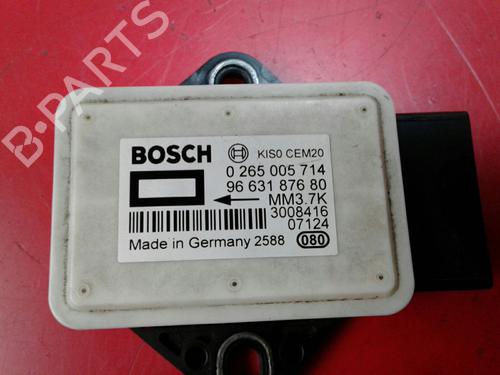 B-PARTS
BOSCH KIS0 CEM20
0 265 005 714
96 631 876 80
MM3.7K
3008416
07124
Made in Germany 2588 080